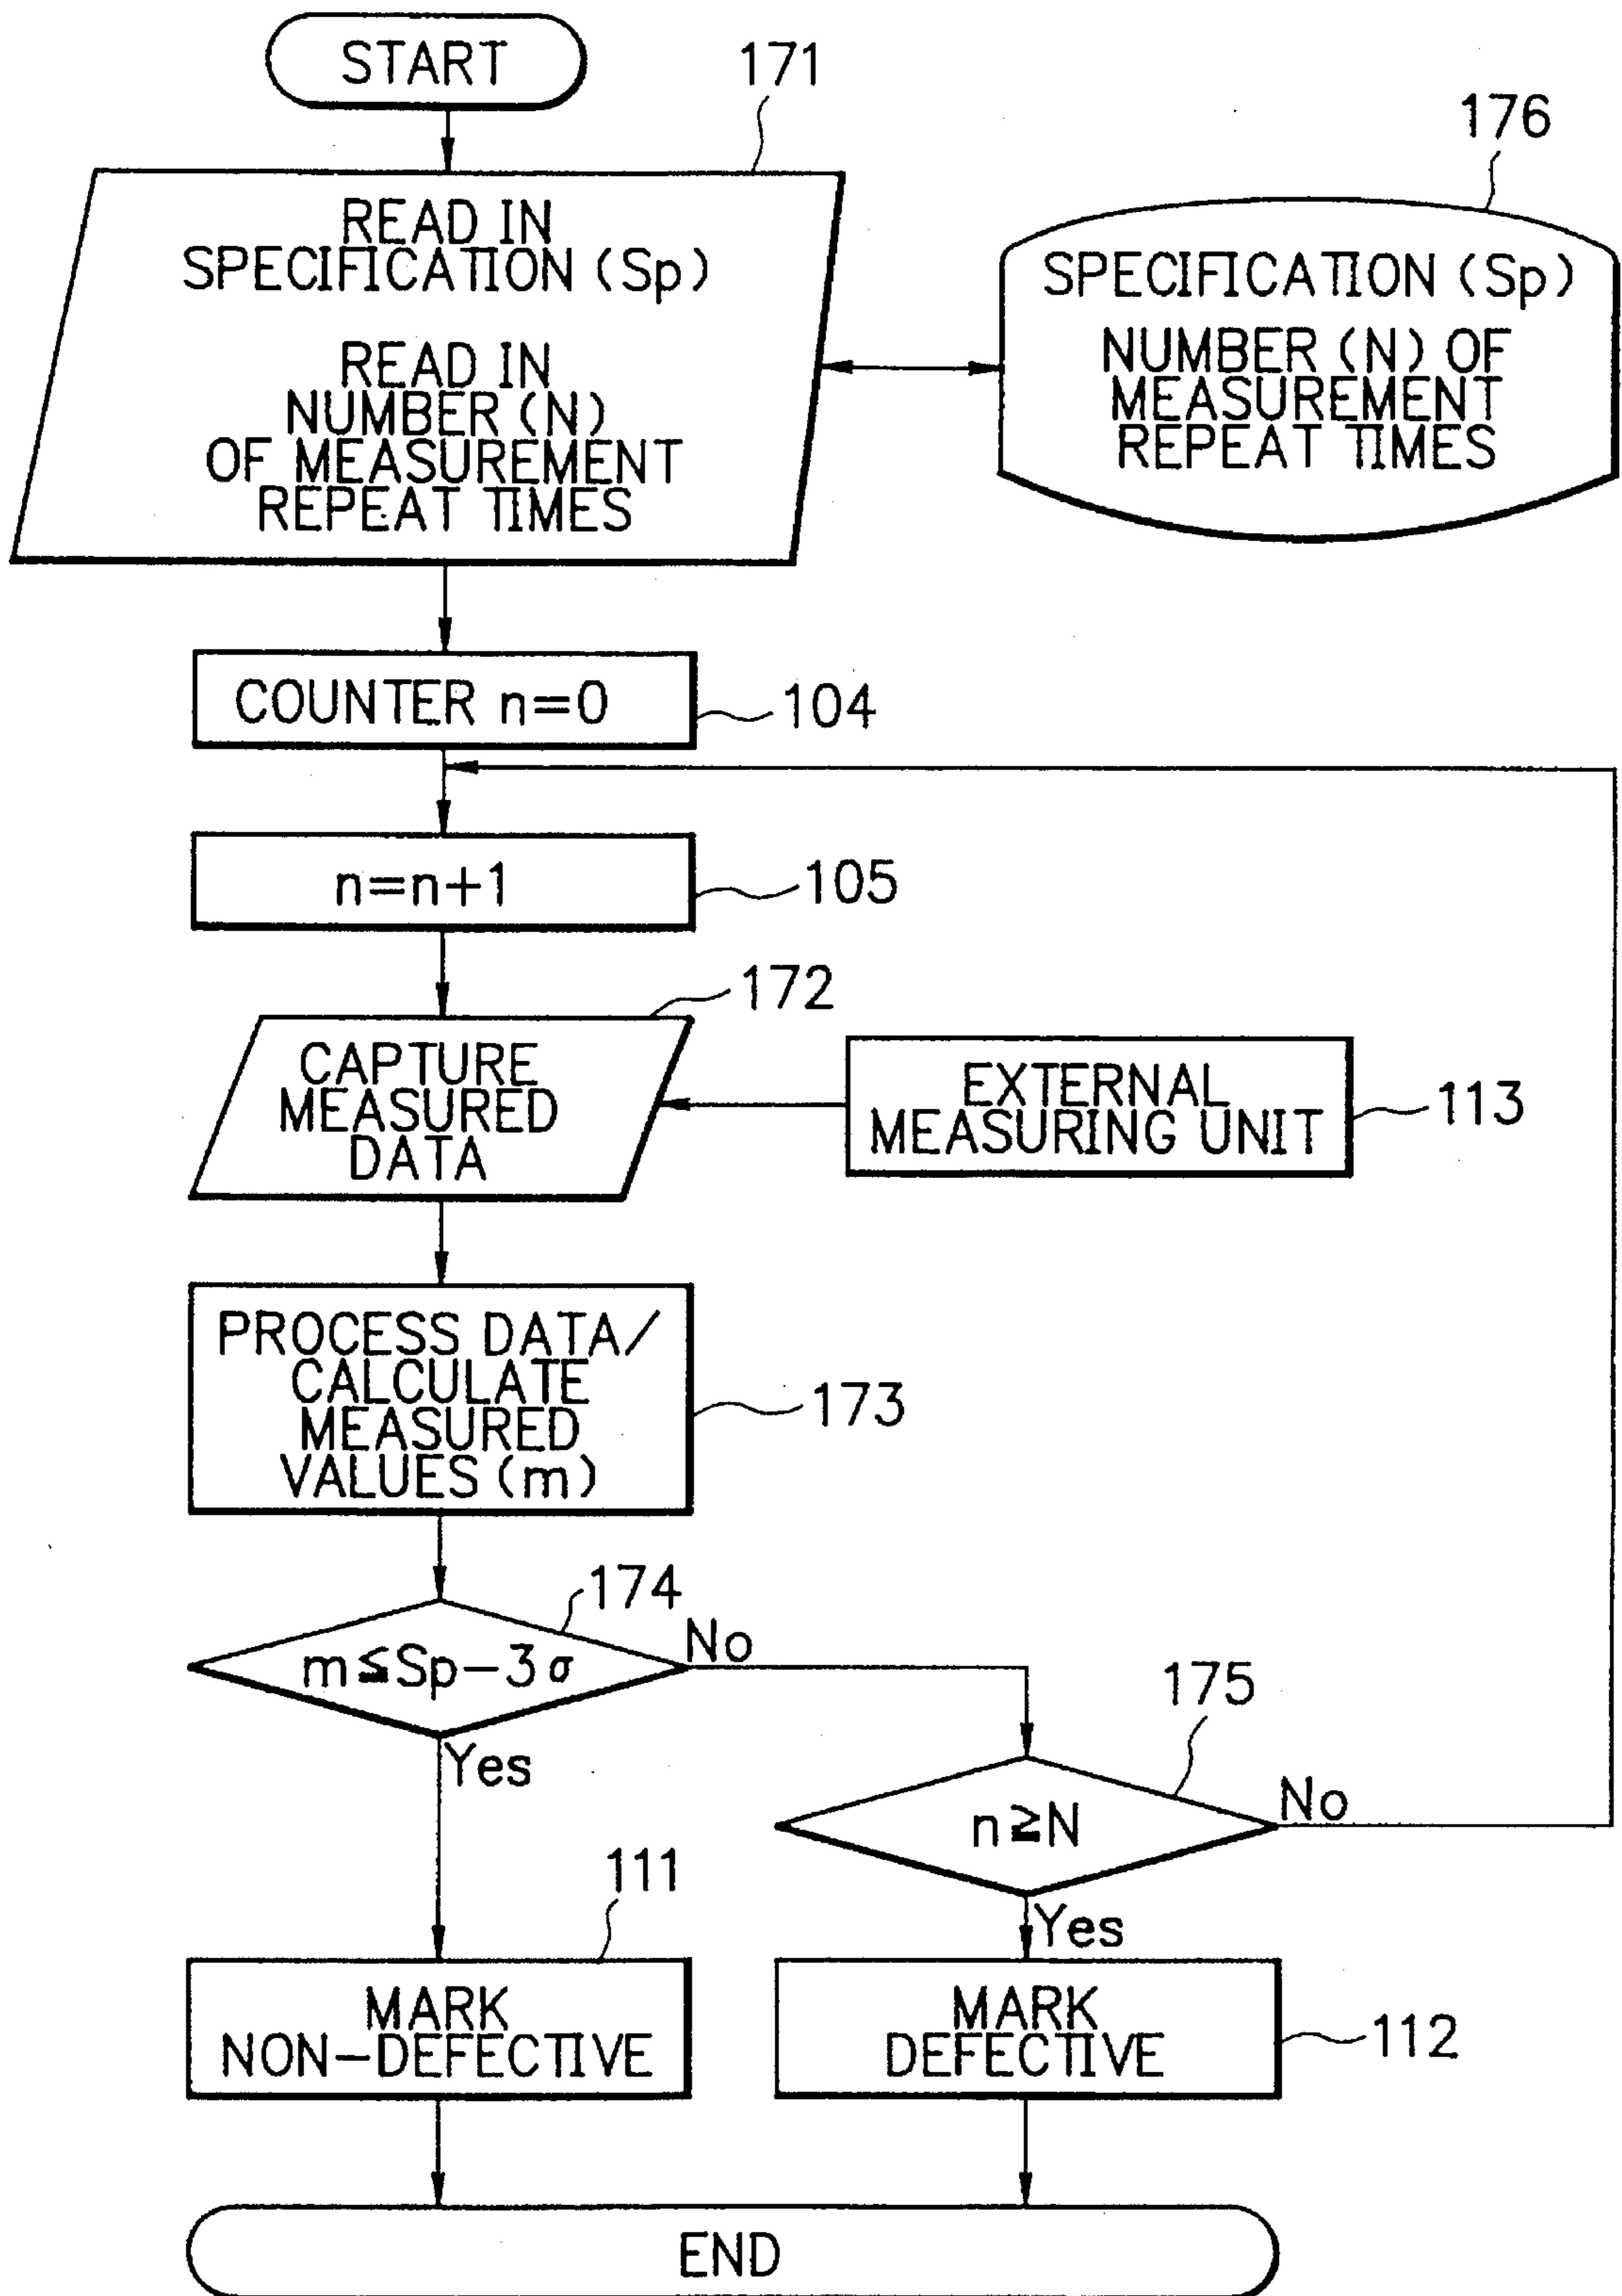 START
171
176
READ IN
SPECIFICATION (Sp)
READ IN
NUMBER (N)
OF MEASUREMENT
REPEAT TIMES
SPECIFICATION (Sp)
NUMBER (N) OF
MEASUREMENT
REPEAT TIMES
COUNTER n=0
104
n=n+1
105
172
CAPTURE
MEASURED
DATA
EXTERNAL
MEASURING UNIT
113
PROCESS DATA/
CALCULATE
MEASURED
VALUES (m)
173
174
m≦Sp-3σ
No
Yes
175
n≧N
No
Yes
111
MARK
NON-DEFECTIVE
MARK
DEFECTIVE
112
END